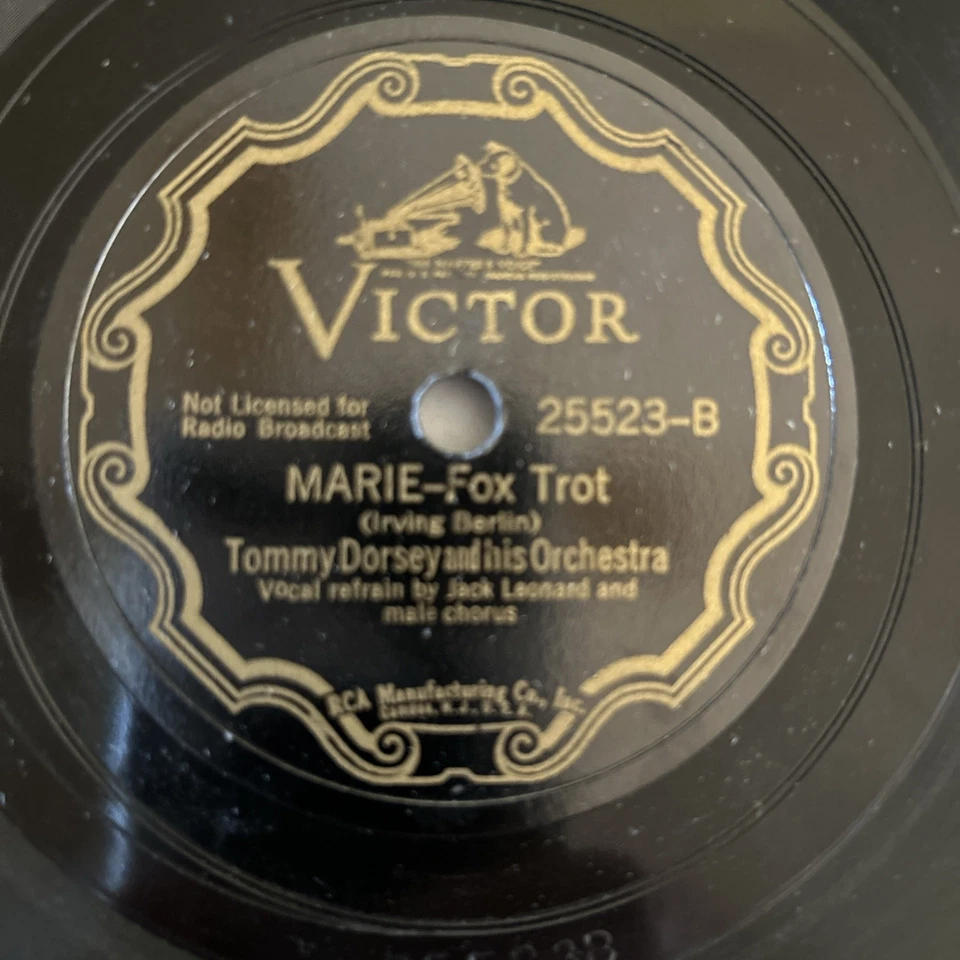 VICTOR
Not Licensed for
Radio Broadcast
25523-B
MARIE-Fox Trot
(Irving Berlin)
Tommy Dorsey and his Orchestra
Vocal refrain by Jack Leonard and
male chorus
RCA Manufacturing Co., Inc.
Camden, N.J., U.S.A.